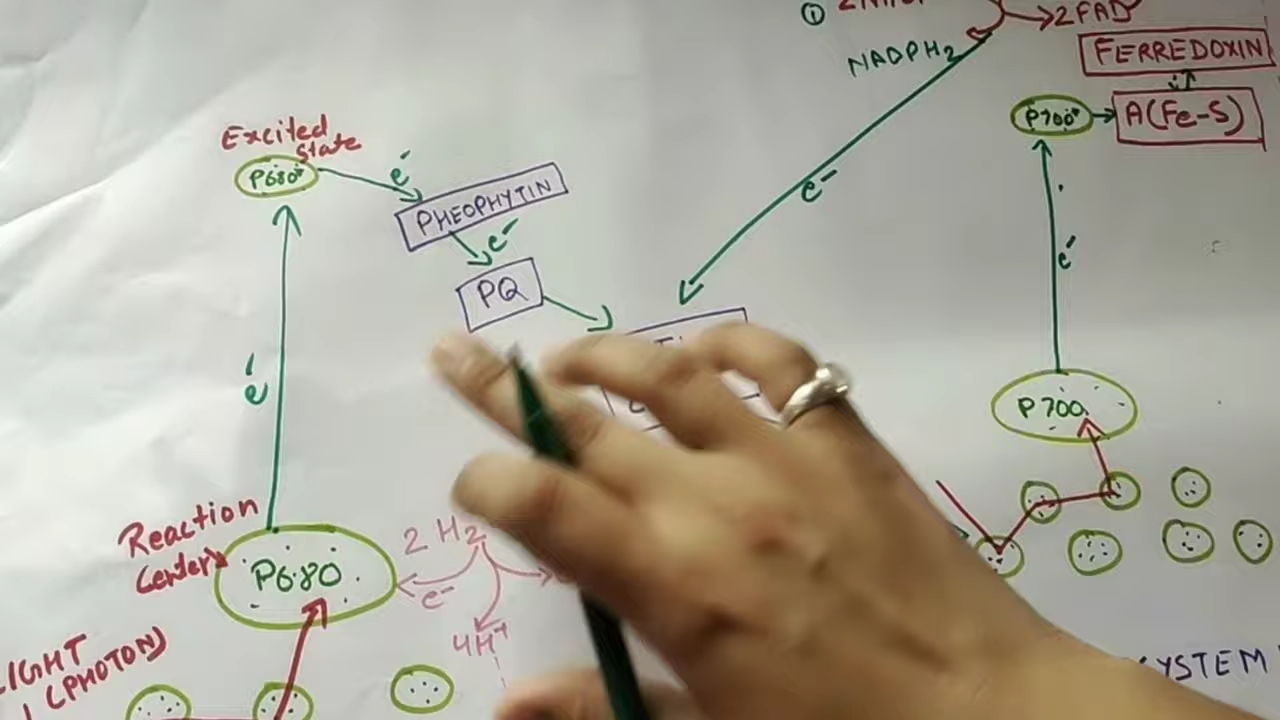 ①
2FAD
NADPH₂
FERREDOXIN
Excited
State
P700*
A(Fe-S)
P680*
e⁻
PHEOPHYTIN
e⁻
e⁻
PQ
e⁻
e⁻
P700
Reaction
Center
P680
2 H₂
e⁻
4H⁺
LIGHT
(PHOTON)
SYSTEM